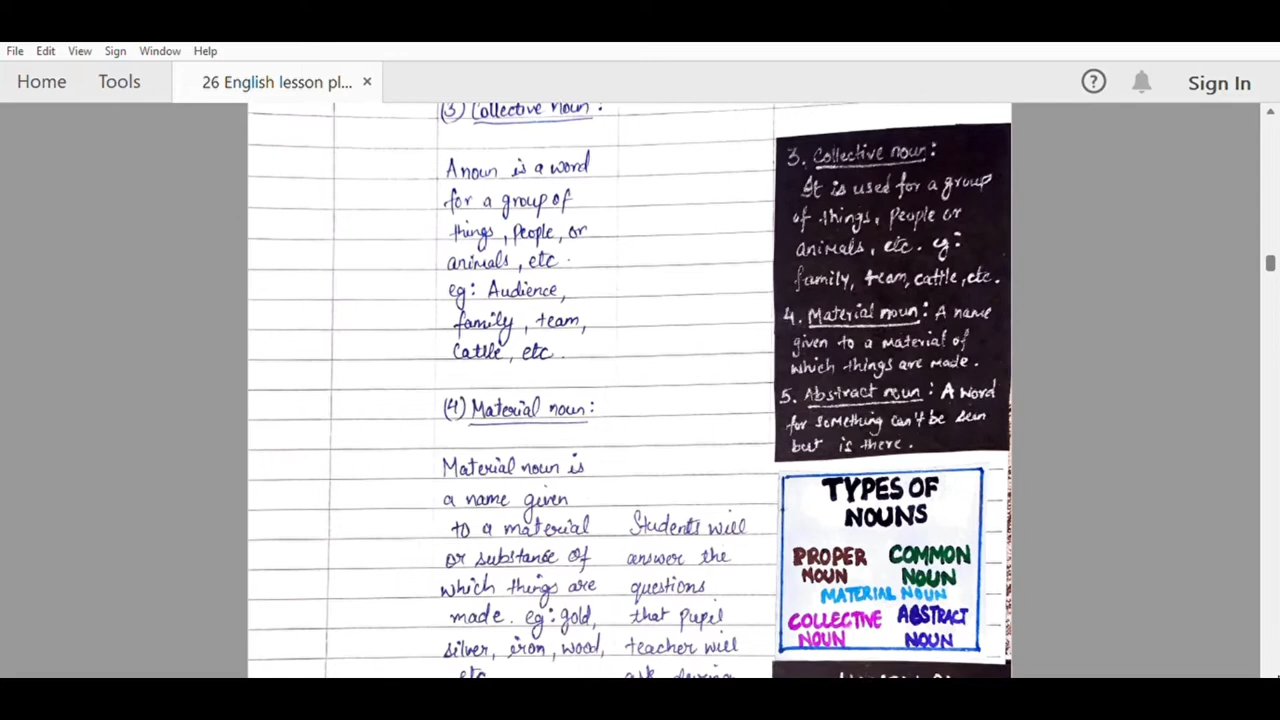 File Edit View Sign Window Help
Home Tools 26 English lesson pl... × Sign In
(3) Collective noun:
A noun is a word
for a group of
things, people, or
animals, etc.
eg: Audience,
family, team,
Cattle, etc.
(4) Material noun:
Material noun is
a name given
to a material
or substance of
which things are
made. eg: gold,
silver, iron, wood,
etc
Students will
answer the
questions
that pupil
teacher will
ask during
3. Collective noun:
It is used for a group
of things, people or
animals, etc. eg:
family, team, cattle, etc.
4. Material noun: A name
given to a material of
which things are made.
5. Abstract noun: A word
for something can't be seen
but is there.
TYPES OF
NOUNS
PROPER
NOUN
COMMON
NOUN
MATERIAL NOUN
COLLECTIVE
NOUN
ABSTRACT
NOUN